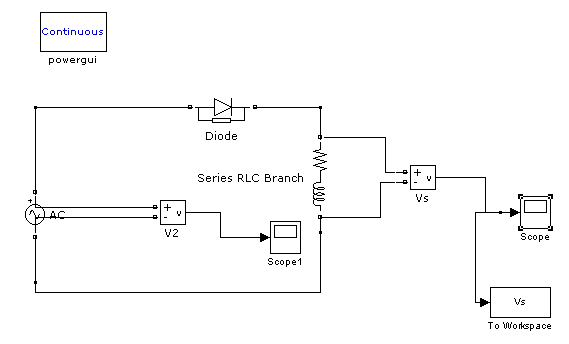 Continuous
powergui
Diode
Series RLC Branch
+
-
v
Vs
+
AC
+
-
v
V2
Scope1
Scope
Vs
To Workspace